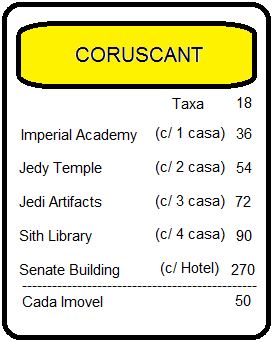 CORUSCANT
Taxa 18
Imperial Academy (c/ 1 casa) 36
Jedy Temple (c/ 2 casa) 54
Jedi Artifacts (c/ 3 casa) 72
Sith Library (c/ 4 casa) 90
Senate Building (c/ Hotel) 270
Cada Imovel 50